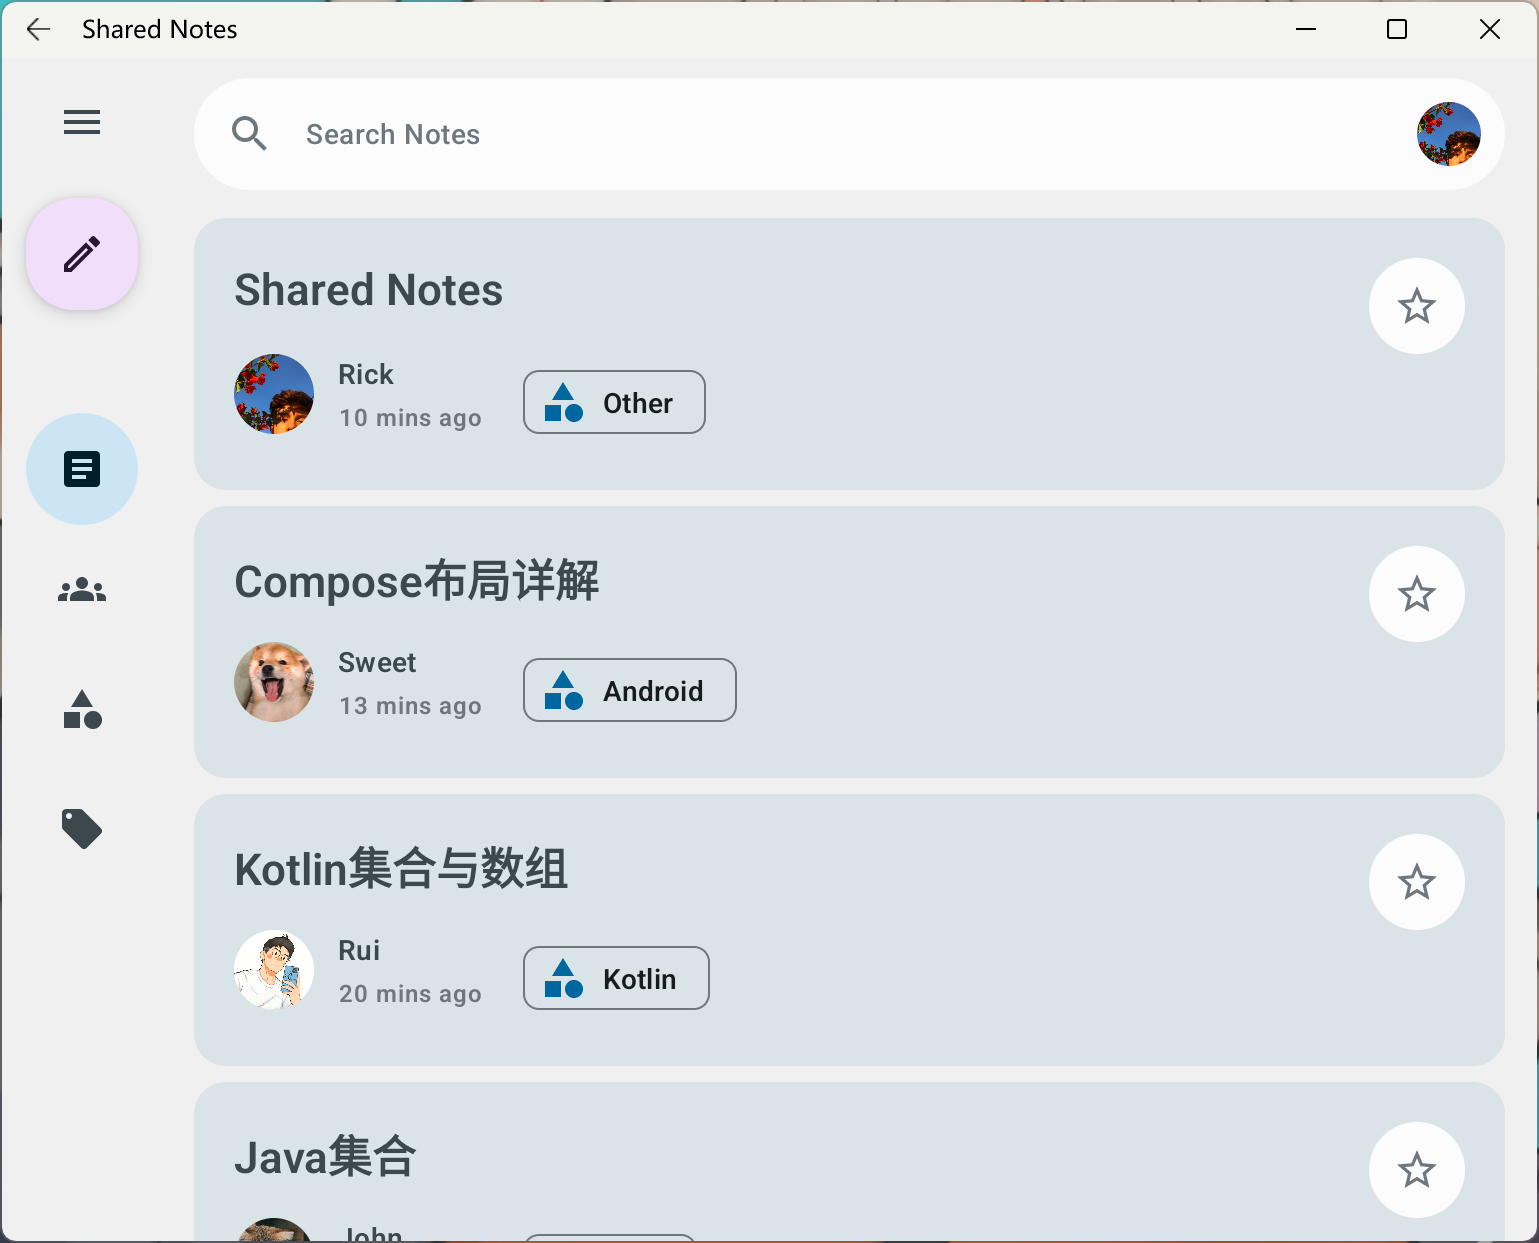 Shared Notes
Search Notes
Shared Notes
Rick
10 mins ago
Other
Compose布局详解
Sweet
13 mins ago
Android
Kotlin集合与数组
Rui
20 mins ago
Kotlin
Java集合
John